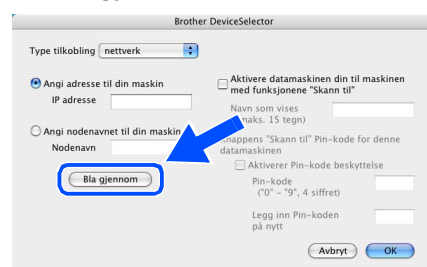 Brother DeviceSelector
Type tilkobling nettverk
Angi adresse til din maskin
IP adresse
Angi nodenavnet til din maskin
Nodenavn
Bla gjennom
Aktivere datamaskinen din til maskinen
med funksjonene "Skann til"
Navn som vises
maks. 15 tegn)
"Skann til" Pin-kode for denne
datamaskinen
Aktiverer Pin-kode beskyttelse
Pin-kode
("0" - "9", 4 siffret)
Legg inn Pin-koden
på nytt
Avbryt OK